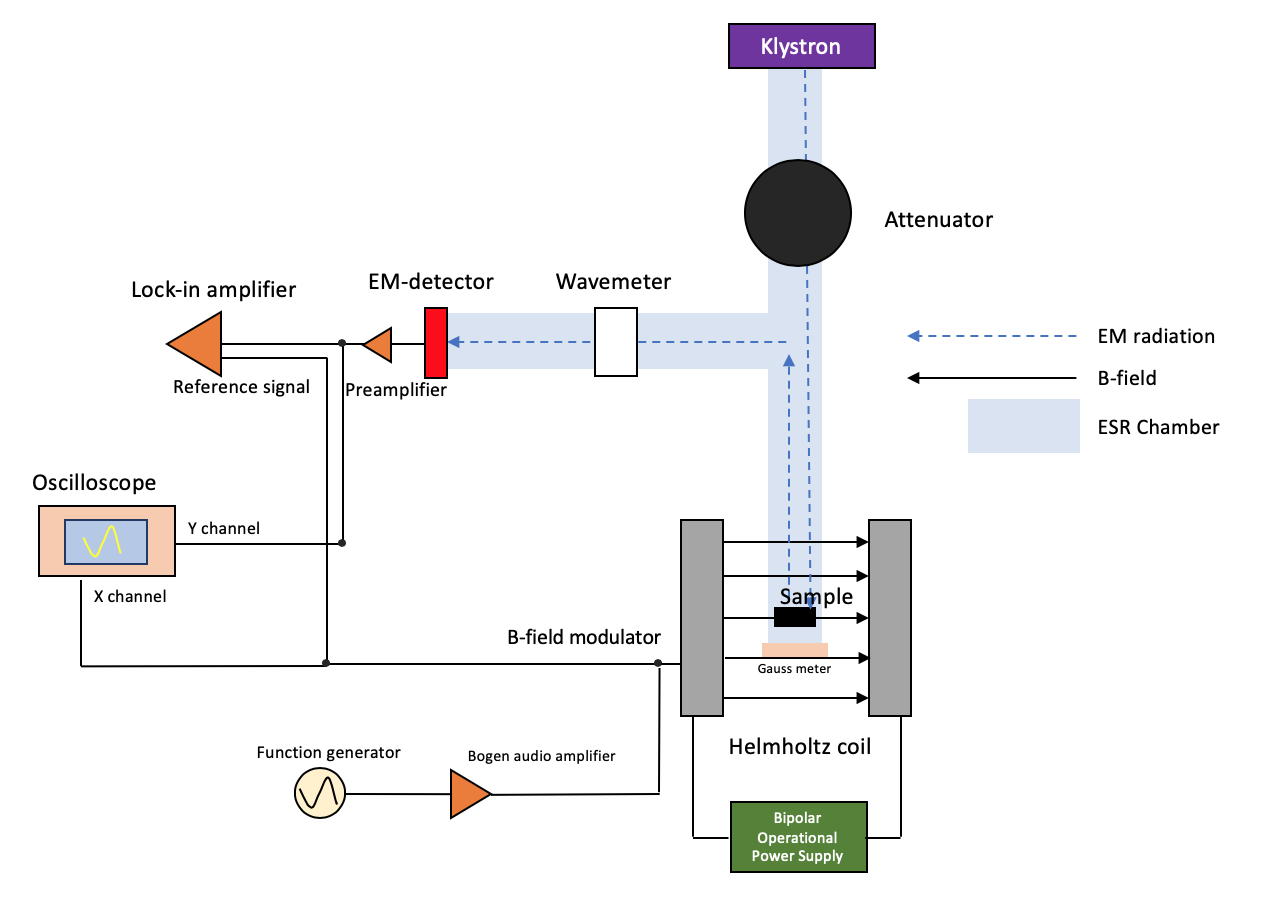 Klystron
Attenuator
EM-detector
Wavemeter
Lock-in amplifier
EM radiation
B-field
Reference signal
Preamplifier
ESR Chamber
Oscilloscope
Y channel
X channel
Sample
B-field modulator
Gauss meter
Helmholtz coil
Function generator
Bogen audio amplifier
Bipolar
Operational
Power Supply